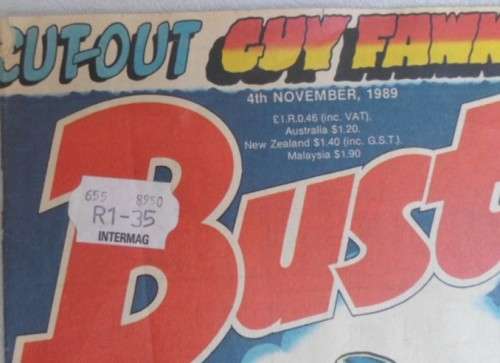 CUT-OUT GUY FAWK
4th NOVEMBER, 1989
£I.R.0.46 (inc. VAT).
Australia $1.20.
New Zealand $1.40 (inc. G.S.T.)
Malaysia $1.90
BUST
655 8950
R1-35
INTERMAG